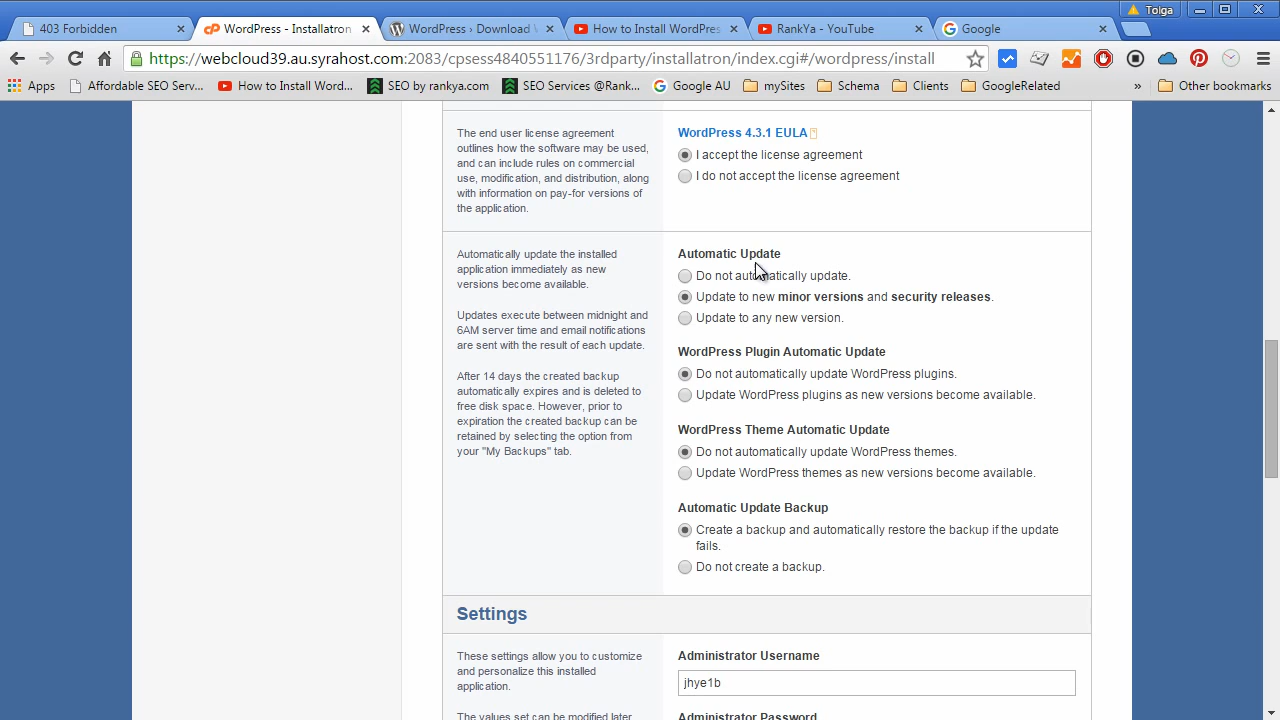 Tolga
403 Forbidden
WordPress - Installatron
WordPress › Download
How to Install WordPress
RankYa - YouTube
Google
https://webcloud39.au.syrahost.com:2083/cpsess4840551176/3rdparty/installatron/index.cgi#/wordpress/install
Apps
Affordable SEO Serv...
How to Install Word...
SEO by rankya.com
SEO Services @Rank...
Google AU
mySites
Schema
Clients
GoogleRelated
»
Other bookmarks
The end user license agreement
outlines how the software may be used,
and can include rules on commercial
use, modification, and distribution, along
with information on pay-for versions of
the application.
WordPress 4.3.1 EULA
I accept the license agreement
I do not accept the license agreement
Automatically update the installed
application immediately as new
versions become available.
Updates execute between midnight and
6AM server time and email notifications
are sent with the result of each update.
After 14 days the created backup
automatically expires and is deleted to
free disk space. However, prior to
expiration the created backup can be
retained by selecting the option from
your "My Backups" tab.
Automatic Update
Do not automatically update.
Update to new minor versions and security releases.
Update to any new version.
WordPress Plugin Automatic Update
Do not automatically update WordPress plugins.
Update WordPress plugins as new versions become available.
WordPress Theme Automatic Update
Do not automatically update WordPress themes.
Update WordPress themes as new versions become available.
Automatic Update Backup
Create a backup and automatically restore the backup if the update
fails.
Do not create a backup.
Settings
These settings allow you to customize
and personalize this installed
application.
The values set can be modified later
Administrator Username
jhye1b
Administrator Password